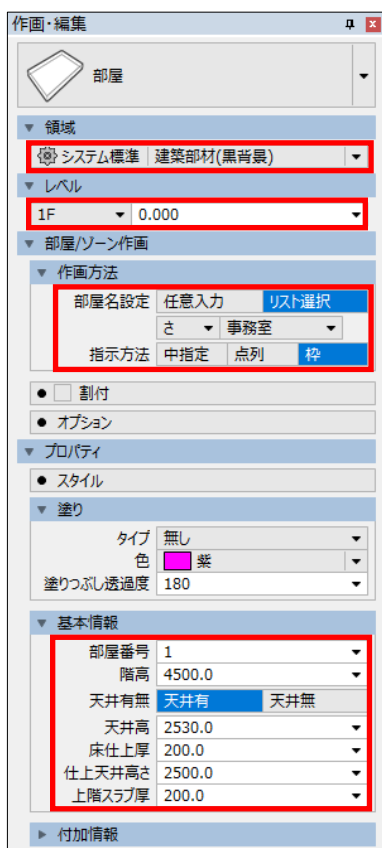 作画・編集
部屋
領域
システム標準 建築部材(黒背景)
レベル
1F 0.000
部屋/ゾーン作画
作画方法
部屋名設定 任意入力 リスト選択
さ 事務室
指示方法 中指定 点列 枠
割付
オプション
プロパティ
スタイル
塗り
タイプ 無し
色 紫
塗りつぶし透過度 180
基本情報
部屋番号 1
階高 4500.0
天井有無 天井有 天井無
天井高 2530.0
床仕上厚 200.0
仕上天井高さ 2500.0
上階スラブ厚 200.0
付加情報